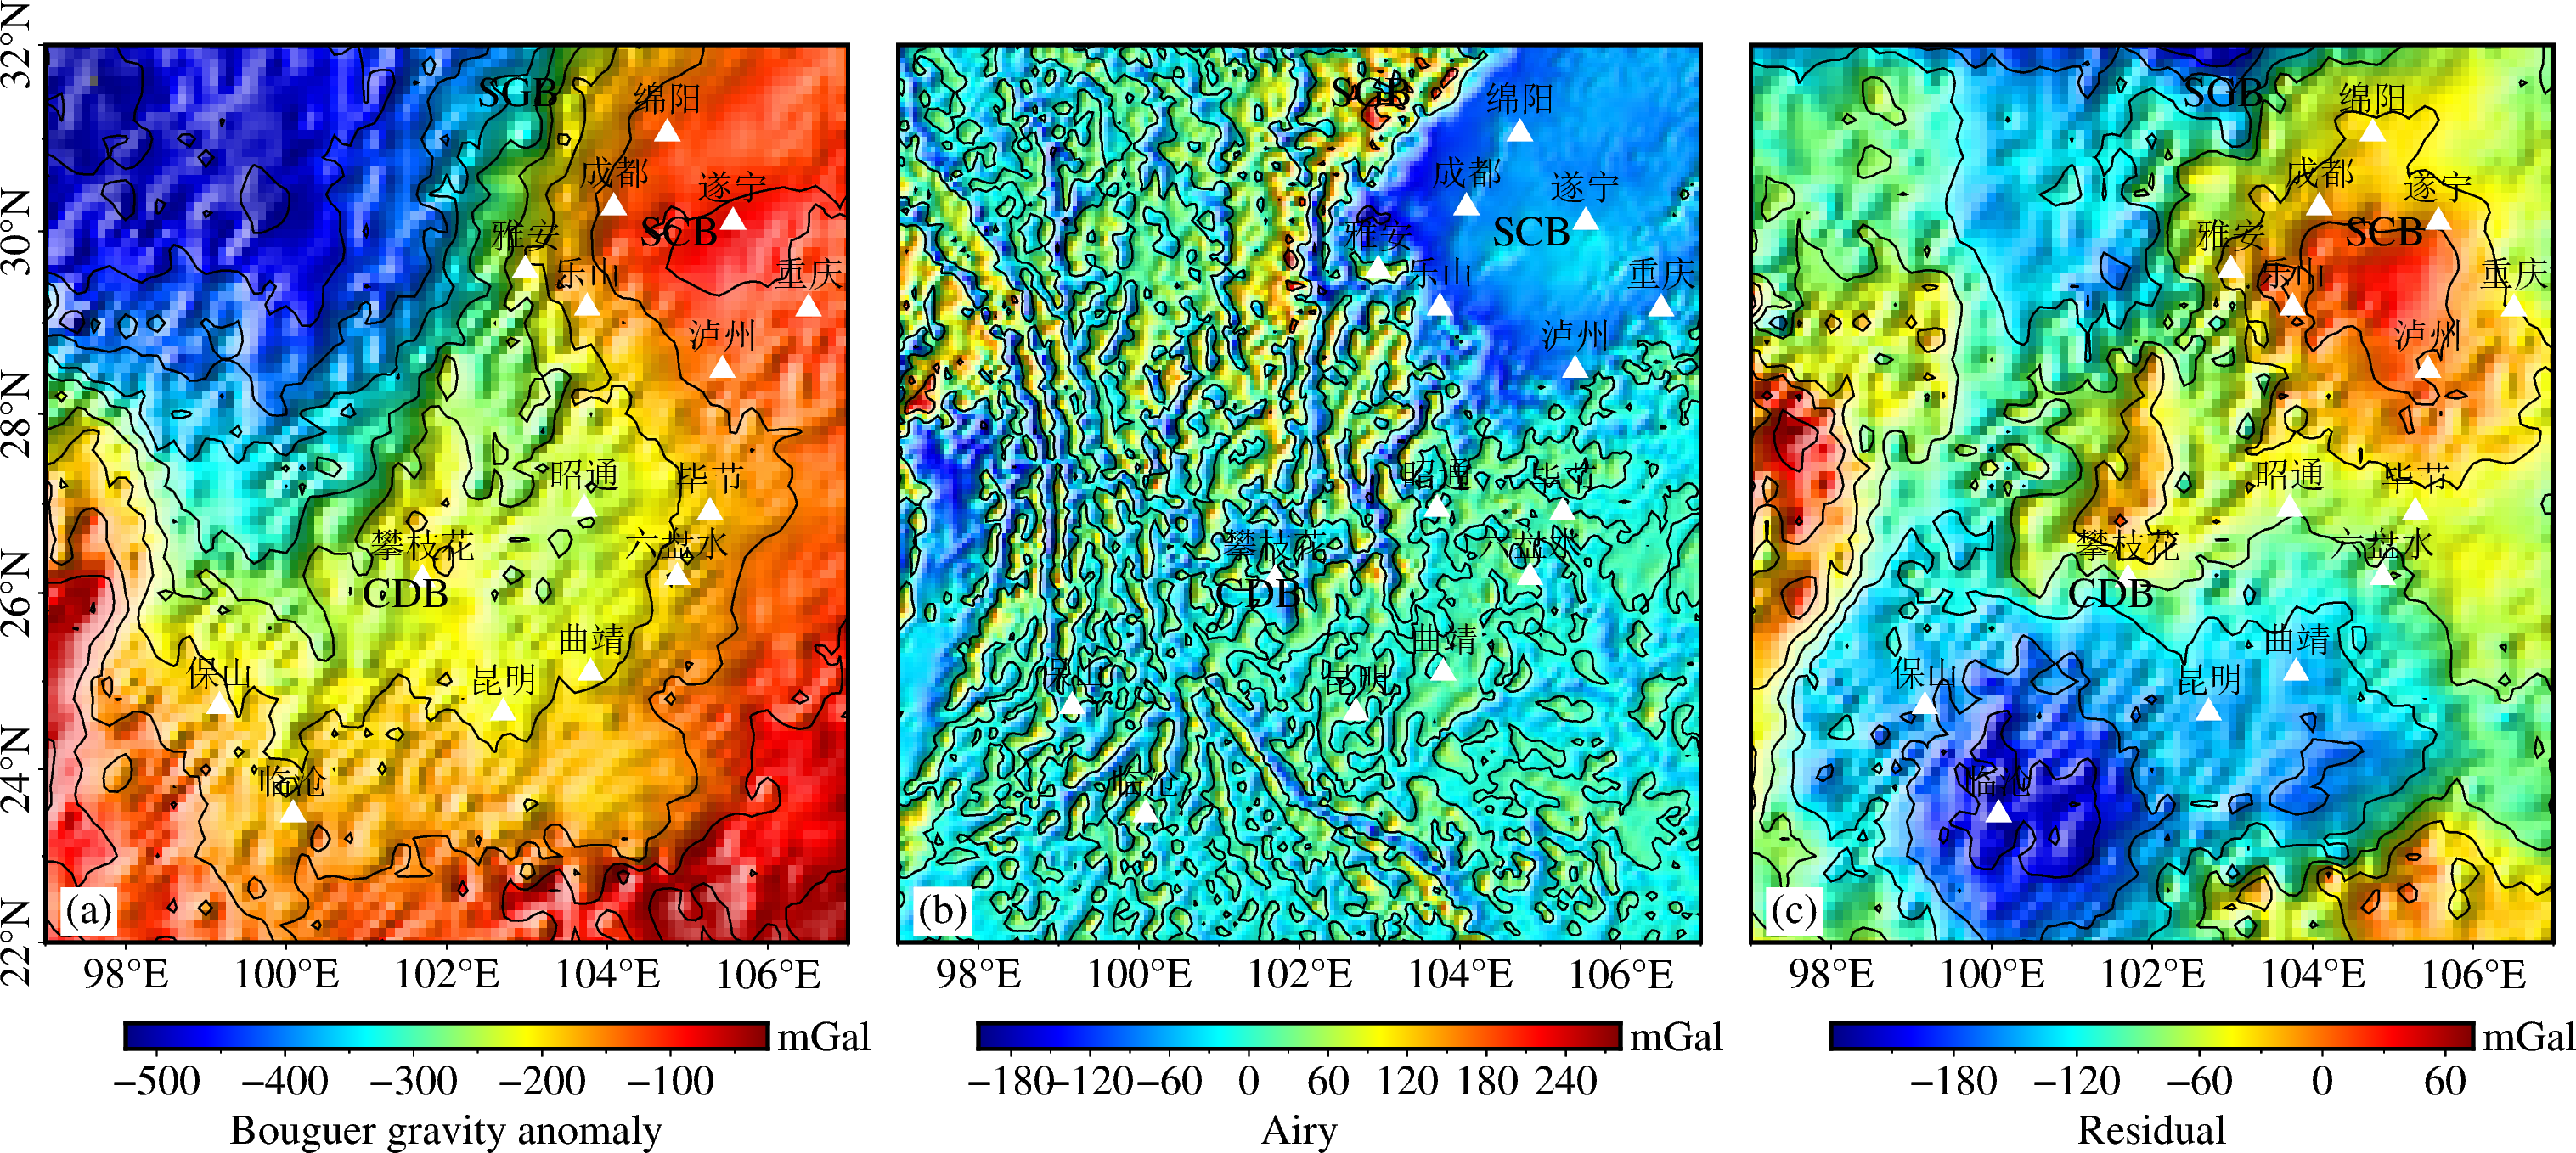 32°N
30°N
28°N
26°N
24°N
22°N
SGB
绵阳
成都
遂宁
SCB
雅安
乐山
重庆
泸州
昭通
毕节
攀枝花
六盘水
CDB
曲靖
保山
昆明
临沧
(a)
98°E 100°E 102°E 104°E 106°E
−500 −400 −300 −200 −100 mGal
Bouguer gravity anomaly
SGB
绵阳
成都
遂宁
SCB
雅安
乐山
重庆
泸州
昭通
毕节
攀枝花
六盘水
CDB
曲靖
保山
昆明
临沧
(b)
98°E 100°E 102°E 104°E 106°E
−180 −120 −60 0 60 120 180 240 mGal
Airy
SGB
绵阳
成都
遂宁
SCB
雅安
乐山
重庆
泸州
昭通
毕节
攀枝花
六盘水
CDB
曲靖
保山
昆明
临沧
(c)
98°E 100°E 102°E 104°E 106°E
−180 −120 −60 0 60 mGal
Residual